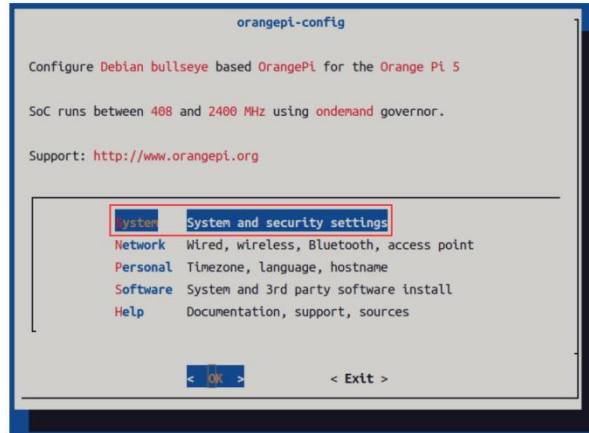 orangepi-config
Configure Debian bullseye based OrangePi for the Orange Pi 5
SoC runs between 408 and 2400 MHz using ondemand governor.
Support: http://www.orangepi.org
System System and security settings
Network Wired, wireless, Bluetooth, access point
Personal Timezone, language, hostname
Software System and 3rd party software install
Help Documentation, support, sources
< OK > < Exit >